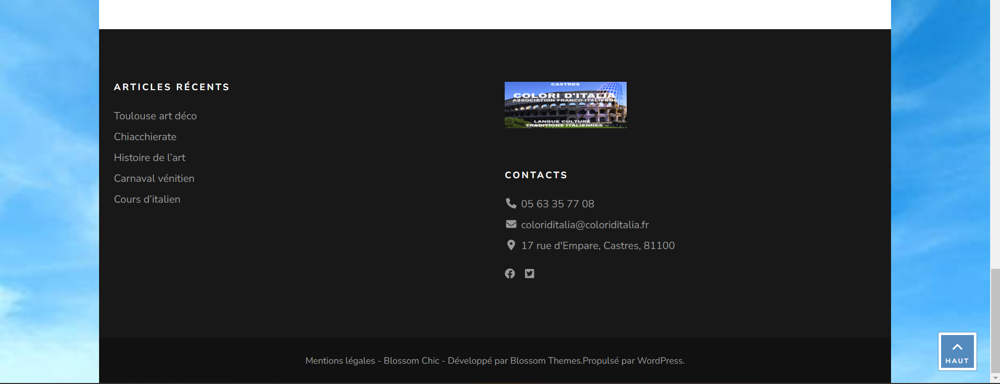 ARTICLES RÉCENTS
Toulouse art déco
Chiacchierate
Histoire de l’art
Carnaval vénitien
Cours d’italien
CASTRES
COLORI D'ITALIA
ASSOCIATION FRANCO-ITALIENNE
LANGUE CULTURE
TRADITIONS ITALIENNES
CONTACTS
05 63 35 77 08
coloriditalia@coloriditalia.fr
17 rue d'Empare, Castres, 81100
Mentions légales - Blossom Chic - Développé par Blossom Themes.Propulsé par WordPress.
HAUT